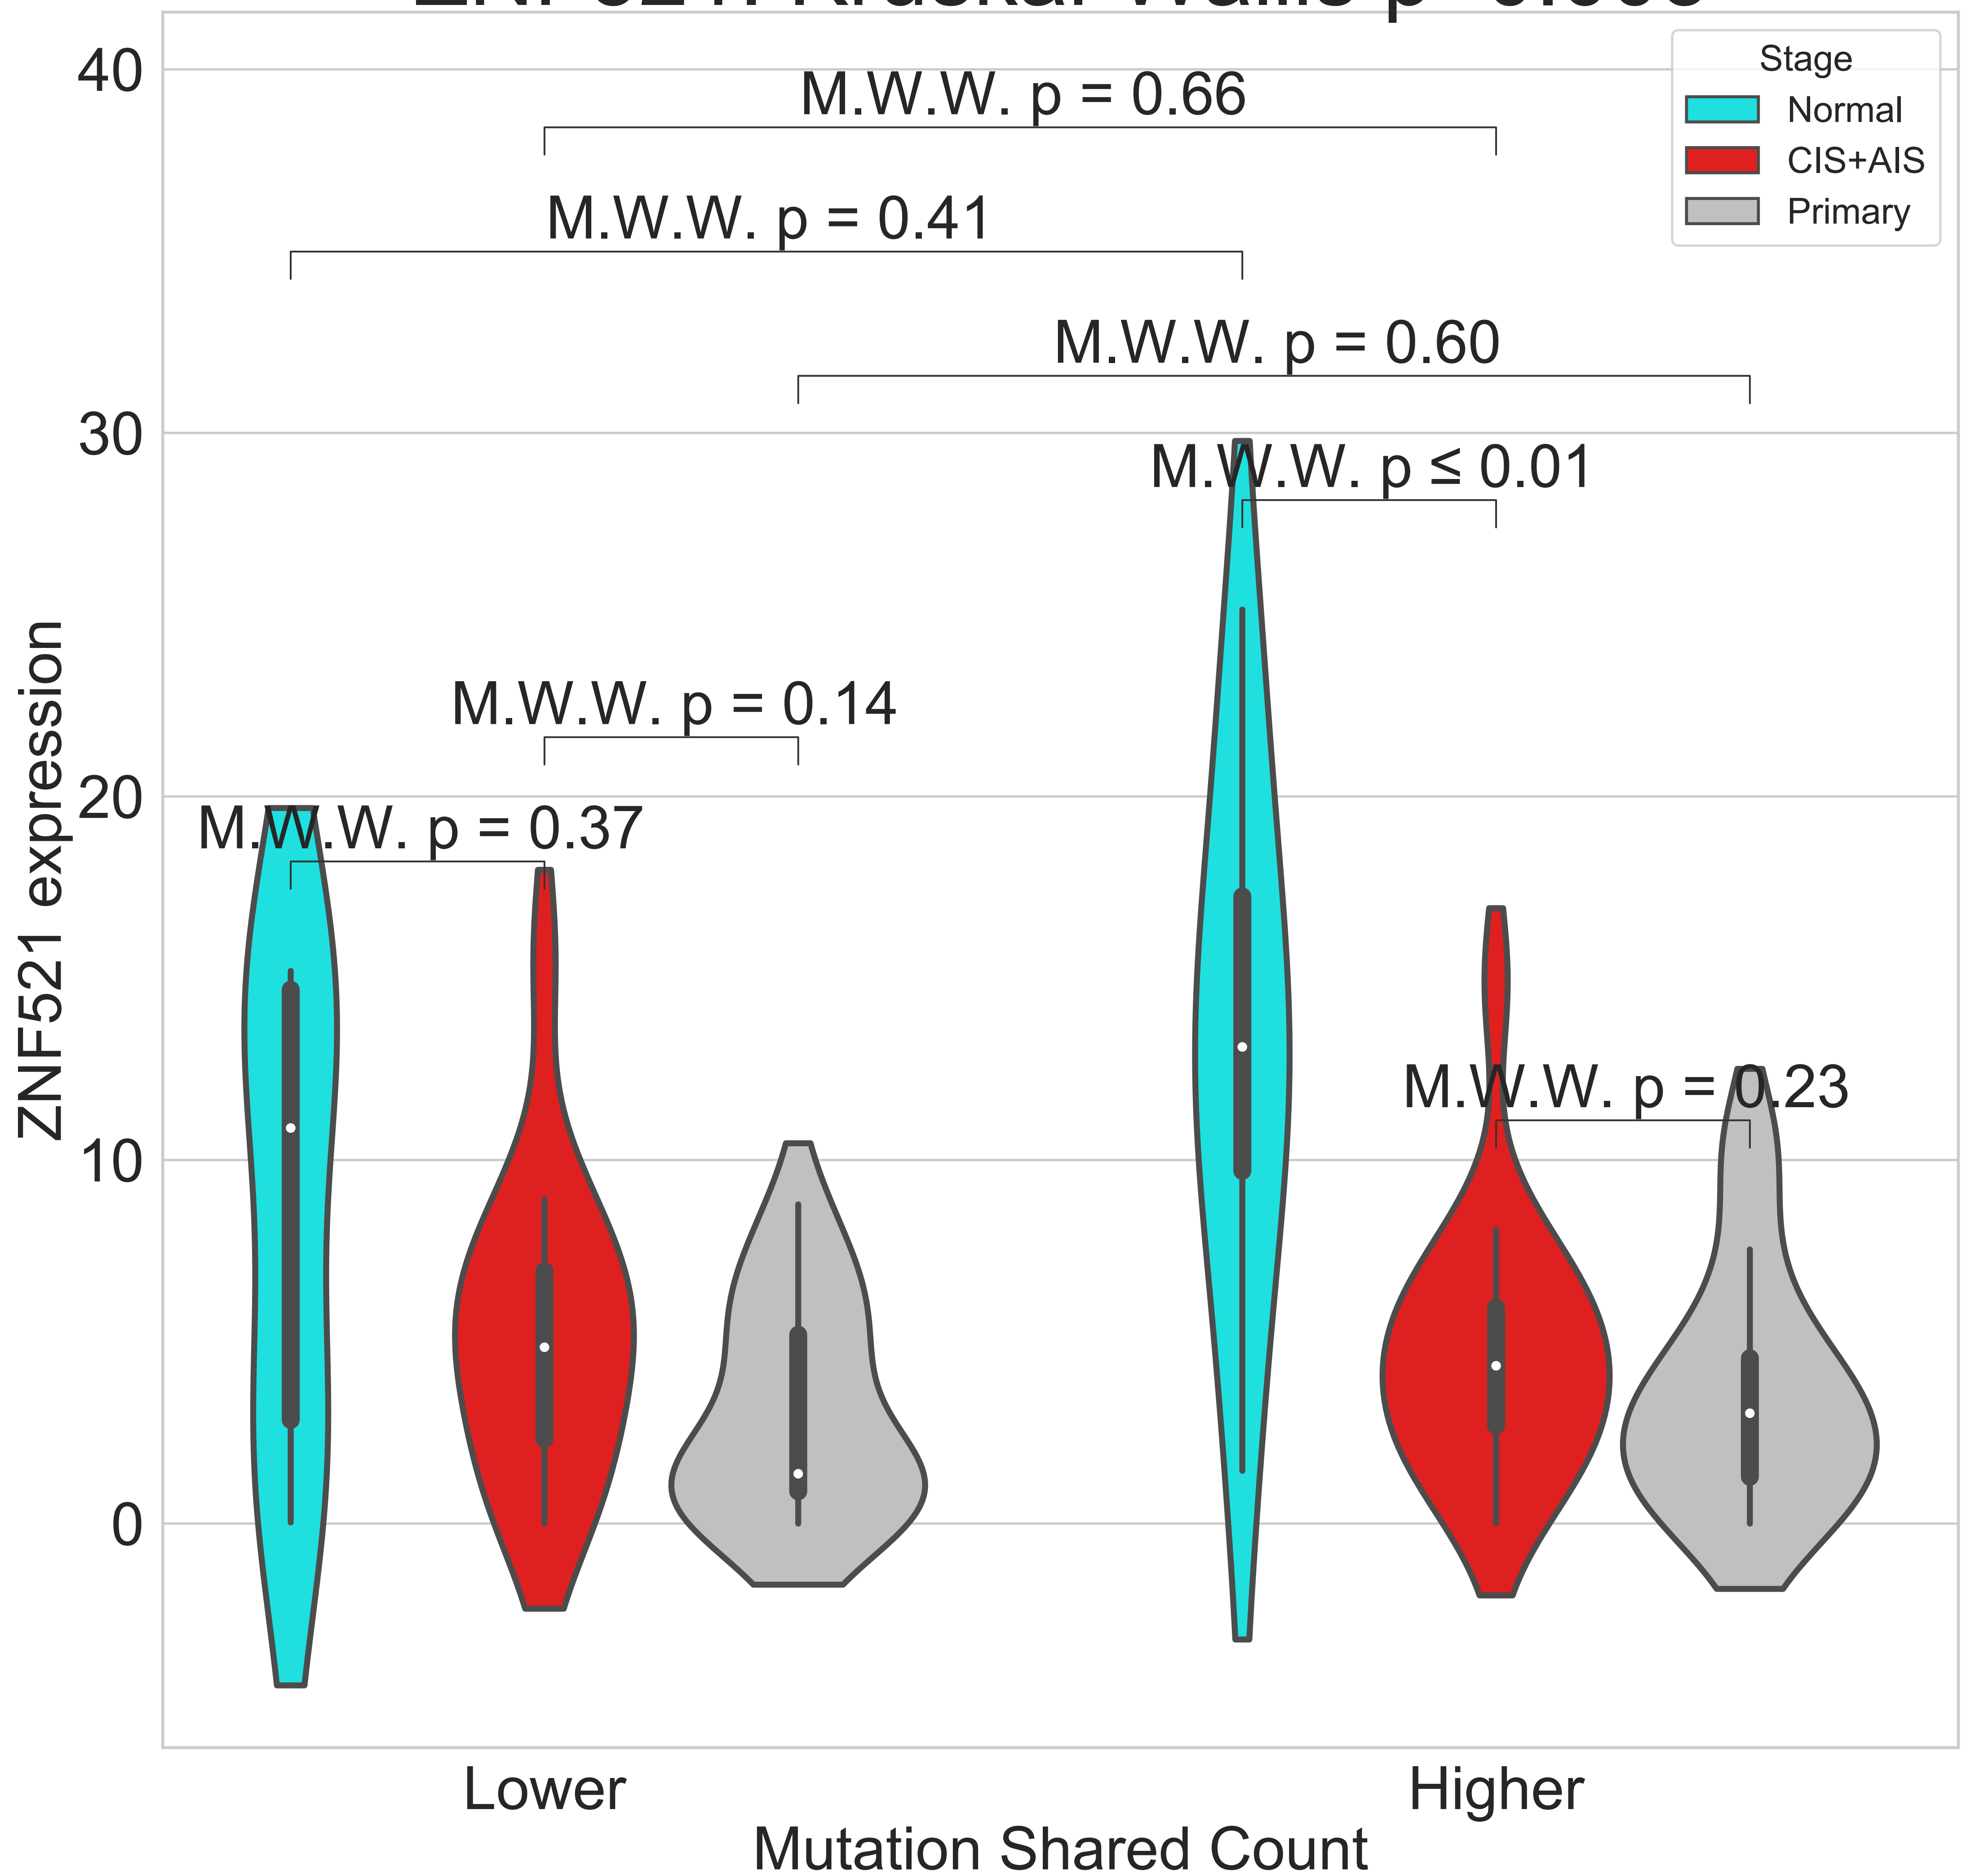 40
M.W.W. p = 0.66
Stage
Normal
CIS+AIS
Primary
M.W.W. p = 0.41
M.W.W. p = 0.60
30
M.W.W. p ≤ 0.01
M.W.W. p = 0.14
20
M.W.W. p = 0.37
ZNF521 expression
M.W.W. p = 0.23
10
0
Lower
Higher
Mutation Shared Count